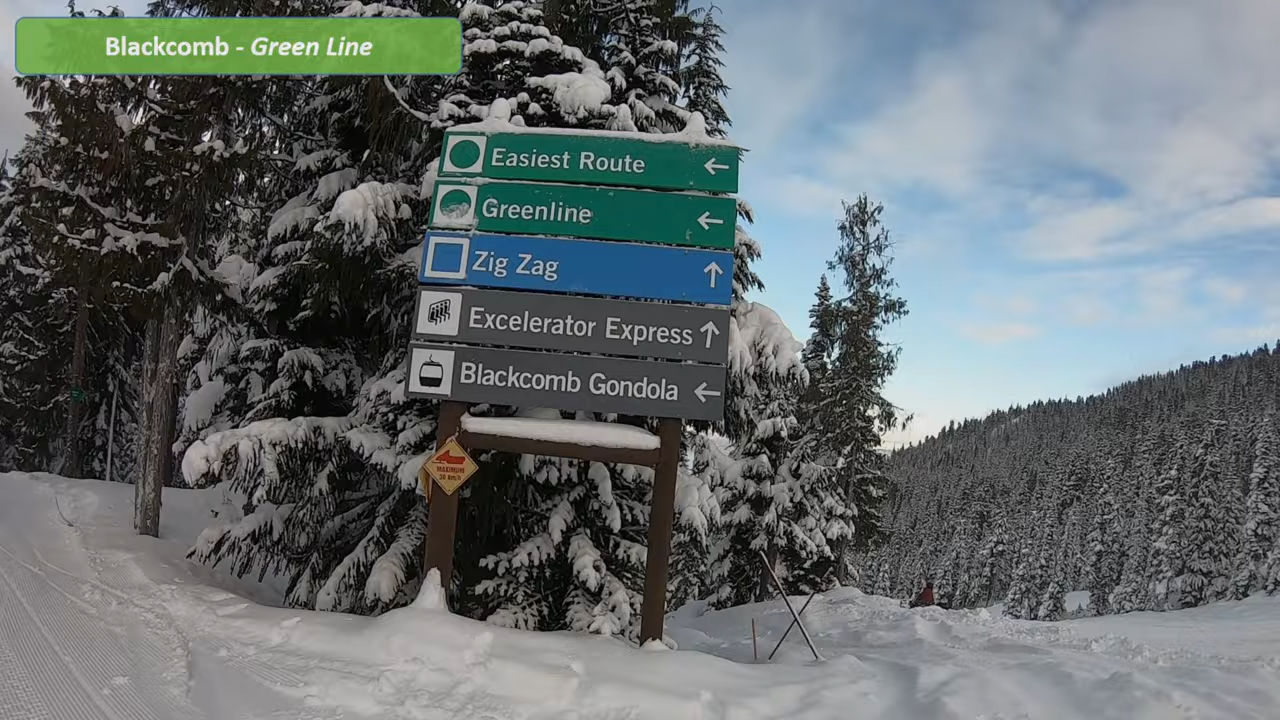 Blackcomb - Green Line
Easiest Route ←
Greenline ←
Zig Zag ↑
Excelerator Express ↑
Blackcomb Gondola ←
MAXIMUM
30 km/h